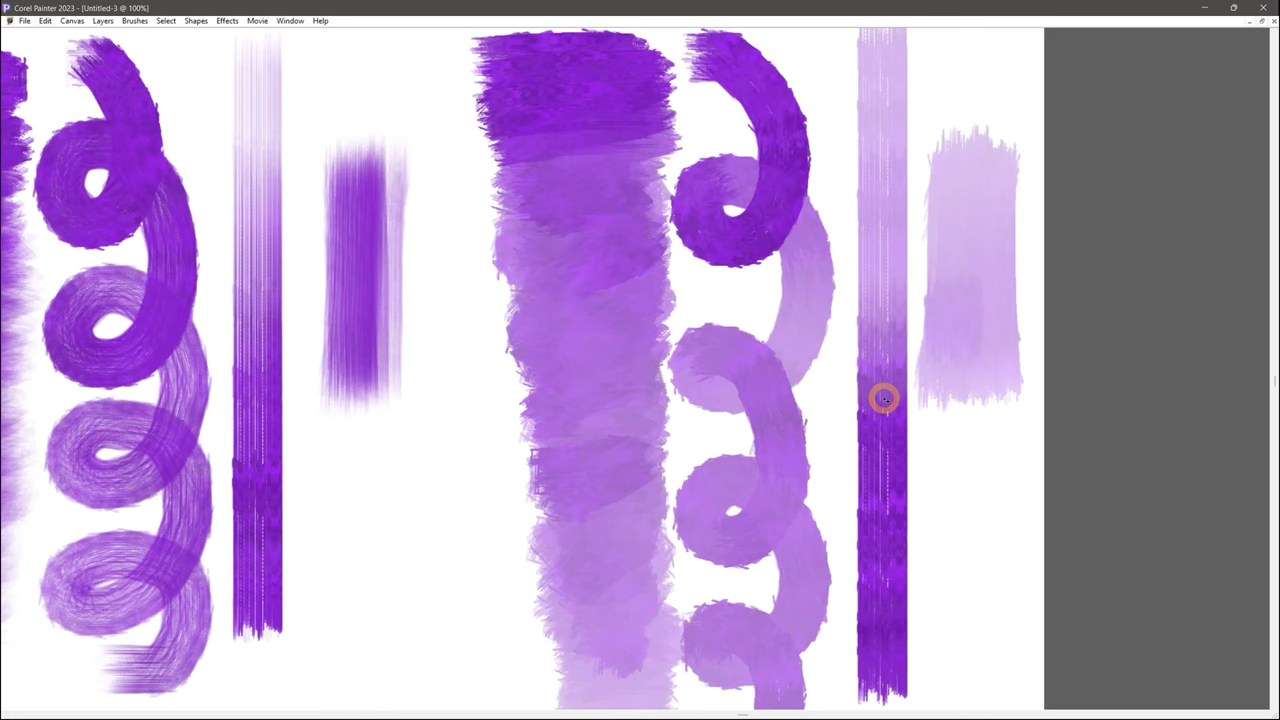 Corel Painter 2023 - [Untitled-3 @ 100%]
File Edit Canvas Layers Brushes Select Shapes Effects Movie Window Help